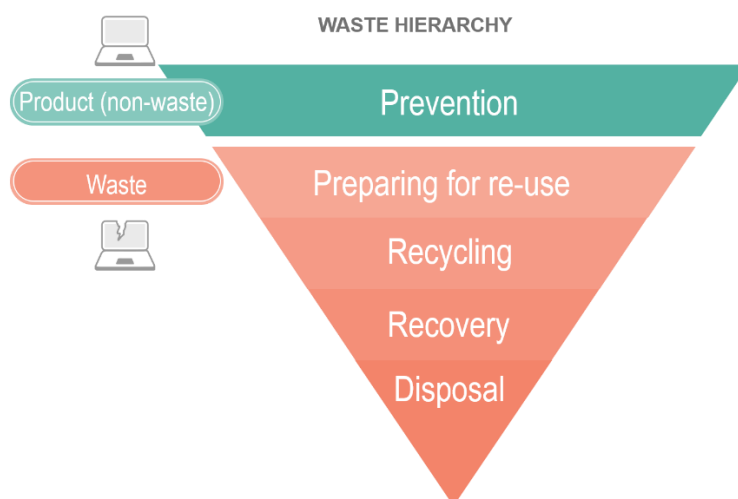 WASTE HIERARCHY
Product (non-waste)
Prevention
Waste
Preparing for re-use
Recycling
Recovery
Disposal